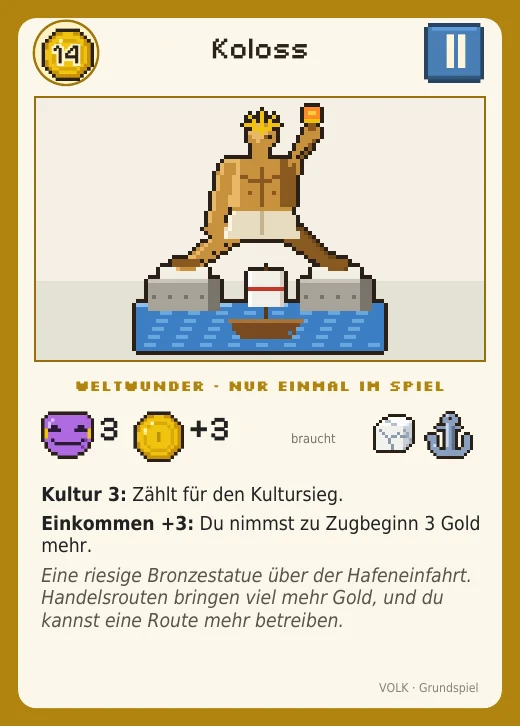 14
Koloss
II
WELTWUNDER · NUR EINMAL IM SPIEL
3 +3 braucht
Kultur 3: Zählt für den Kultursieg.
Einkommen +3: Du nimmst zu Zugbeginn 3 Gold
mehr.
Eine riesige Bronzestatue über der Hafeneinfahrt.
Handelsrouten bringen viel mehr Gold, und du
kannst eine Route mehr betreiben.
VOLK · Grundspiel